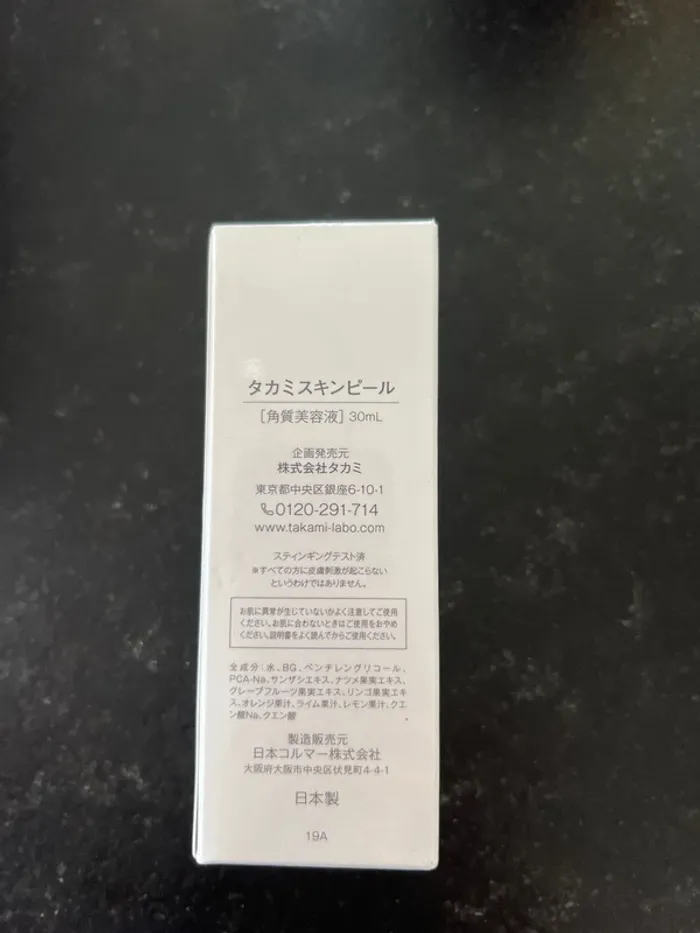 タカミスキンピール
[角質美容液] 30mL
企画発売元
株式会社タカミ
東京都中央区銀座6-10-1
0120-291-714
www.takami-labo.com
スティンギングテスト済
※すべての方に皮膚刺激が起こらない
というわけではありません。
お肌に異常が生じていないかよく注意してご使用
ください。お肌に合わないときはご使用をおやめ
ください。説明書をよく読んでからご使用ください。
全成分：水、BG、ペンチレングリコール、
PCA-Na、サンザシエキス、ナツメ果実エキス、
グレープフルーツ果実エキス、リンゴ果実エキ
ス、オレンジ果汁、ライム果汁、レモン果汁、クエ
ン酸Na、クエン酸
製造販売元
日本コルマー株式会社
大阪府大阪市中央区伏見町4-4-1
日本製
19A